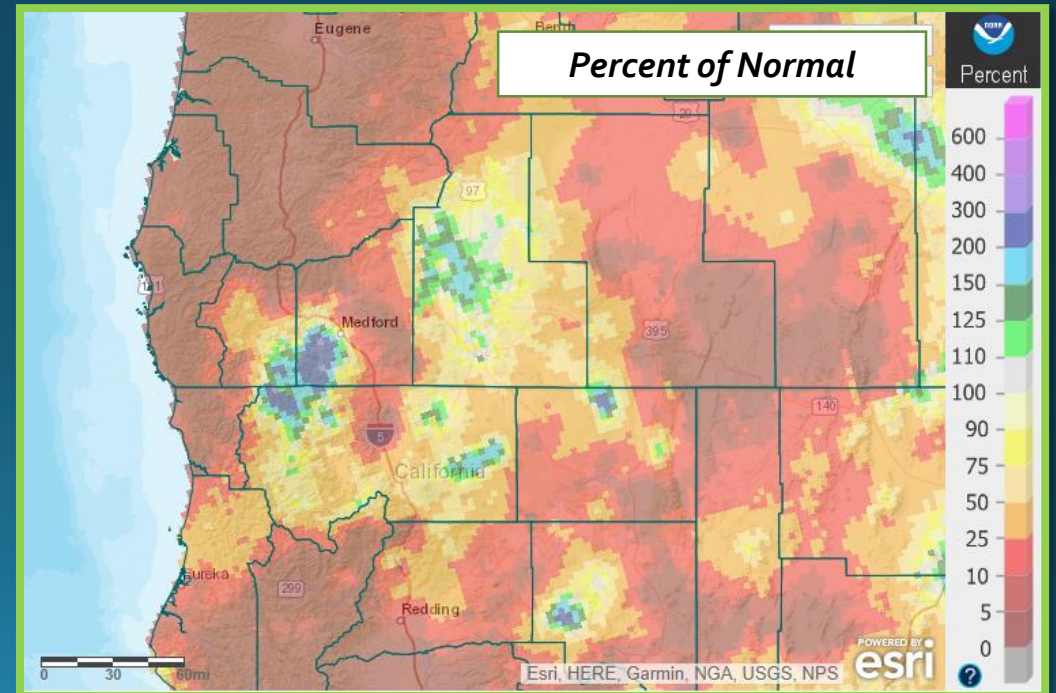 Eugene
Percent of Normal
NOAA
Percent
20
97
600
400
300
200
150
125
110
100
90
75
50
25
10
5
0
Medford
395
140
5
California
Eureka
299
Redding
0 30 60mi
Esri, HERE, Garmin, NGA, USGS, NPS
POWERED BY
esri
?